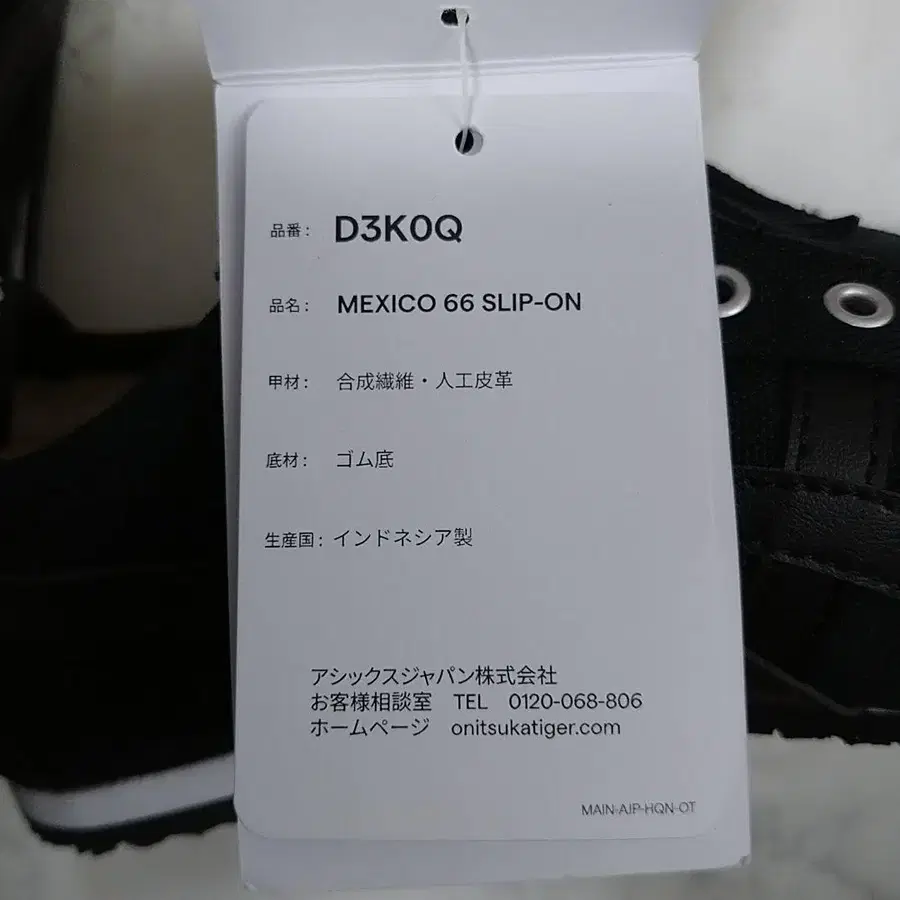 品番： D3K0Q
品名： MEXICO 66 SLIP-ON
甲材： 合成繊維・人工皮革
底材： ゴム底
生産国： インドネシア製
アシックスジャパン株式会社
お客様相談室 TEL 0120-068-806
ホームページ onitsukatiger.com
MAIN-AJP-HQN-OT